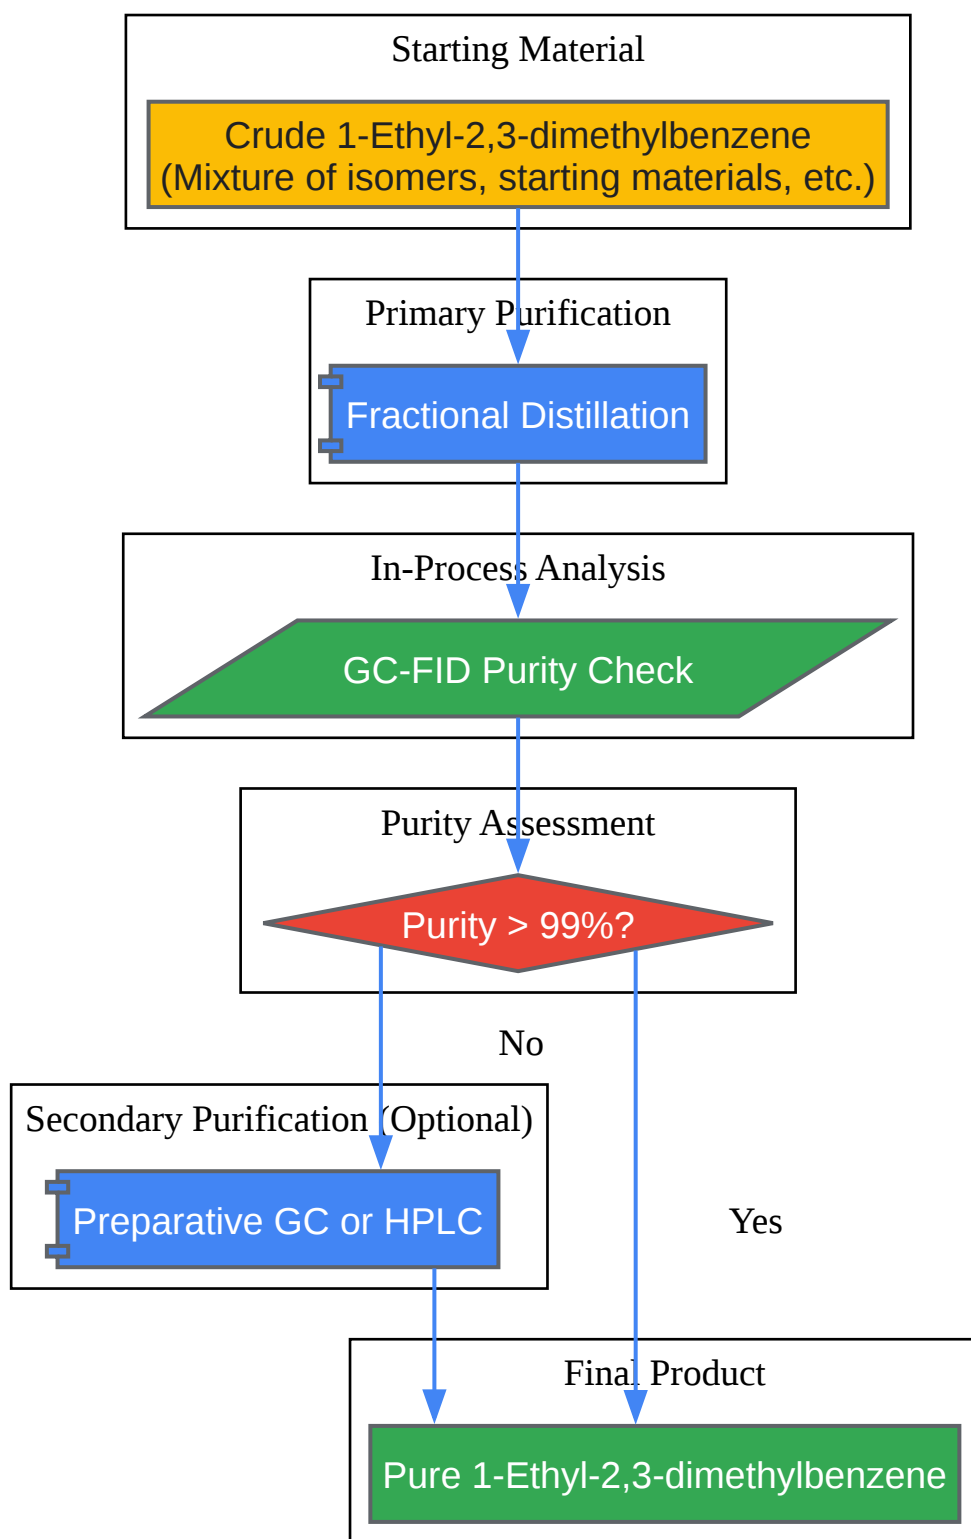 Starting Material
Crude 1-Ethyl-2,3-dimethylbenzene
(Mixture of isomers, starting materials, etc.)
Primary Purification
Fractional Distillation
In-Process Analysis
GC-FID Purity Check
Purity Assessment
Purity > 99%?
No
Secondary Purification (Optional)
Preparative GC or HPLC
Yes
Final Product
Pure 1-Ethyl-2,3-dimethylbenzene